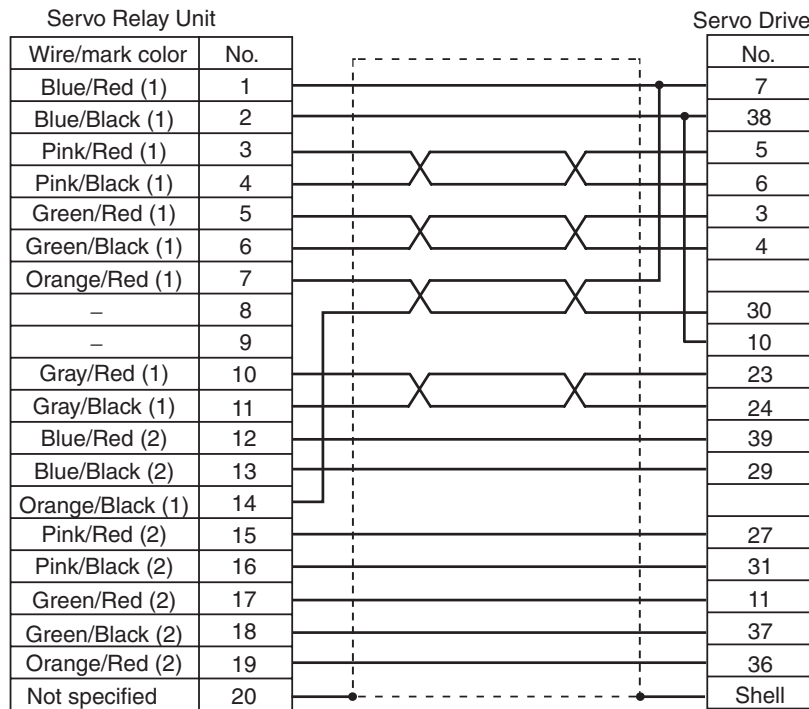 Servo Relay Unit Servo Drive
Wire/mark color No. No.
Blue/Red (1) 1 7
Blue/Black (1) 2 38
Pink/Red (1) 3 5
Pink/Black (1) 4 6
Green/Red (1) 5 3
Green/Black (1) 6 4
Orange/Red (1) 7
– 8 30
– 9 10
Gray/Red (1) 10 23
Gray/Black (1) 11 24
Blue/Red (2) 12 39
Blue/Black (2) 13 29
Orange/Black (1) 14
Pink/Red (2) 15 27
Pink/Black (2) 16 31
Green/Red (2) 17 11
Green/Black (2) 18 37
Orange/Red (2) 19 36
Not specified 20 Shell